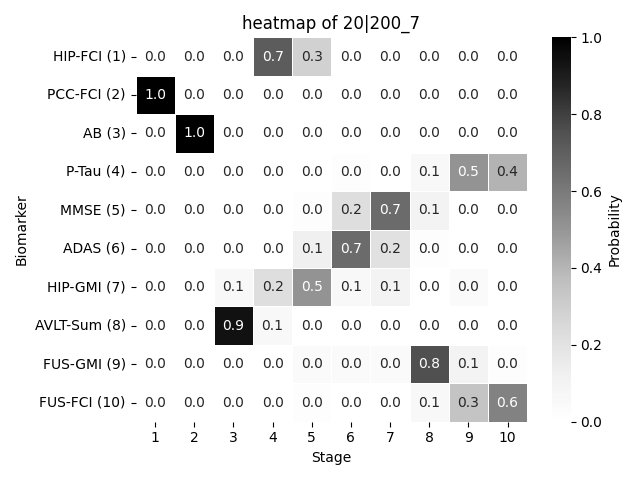 heatmap of 20|200_7
HIP-FCI (1) 0.0 0.0 0.0 0.7 0.3 0.0 0.0 0.0 0.0 0.0
PCC-FCI (2) 1.0 0.0 0.0 0.0 0.0 0.0 0.0 0.0 0.0 0.0
AB (3) 0.0 1.0 0.0 0.0 0.0 0.0 0.0 0.0 0.0 0.0
P-Tau (4) 0.0 0.0 0.0 0.0 0.0 0.0 0.0 0.1 0.5 0.4
MMSE (5) 0.0 0.0 0.0 0.0 0.0 0.2 0.7 0.1 0.0 0.0
ADAS (6) 0.0 0.0 0.0 0.0 0.1 0.7 0.2 0.0 0.0 0.0
HIP-GMI (7) 0.0 0.0 0.1 0.2 0.5 0.1 0.1 0.0 0.0 0.0
AVLT-Sum (8) 0.0 0.0 0.9 0.1 0.0 0.0 0.0 0.0 0.0 0.0
FUS-GMI (9) 0.0 0.0 0.0 0.0 0.0 0.0 0.0 0.8 0.1 0.0
FUS-FCI (10) 0.0 0.0 0.0 0.0 0.0 0.0 0.0 0.1 0.3 0.6
1 2 3 4 5 6 7 8 9 10
Stage
Biomarker
1.0
0.8
0.6
0.4
0.2
0.0
Probability